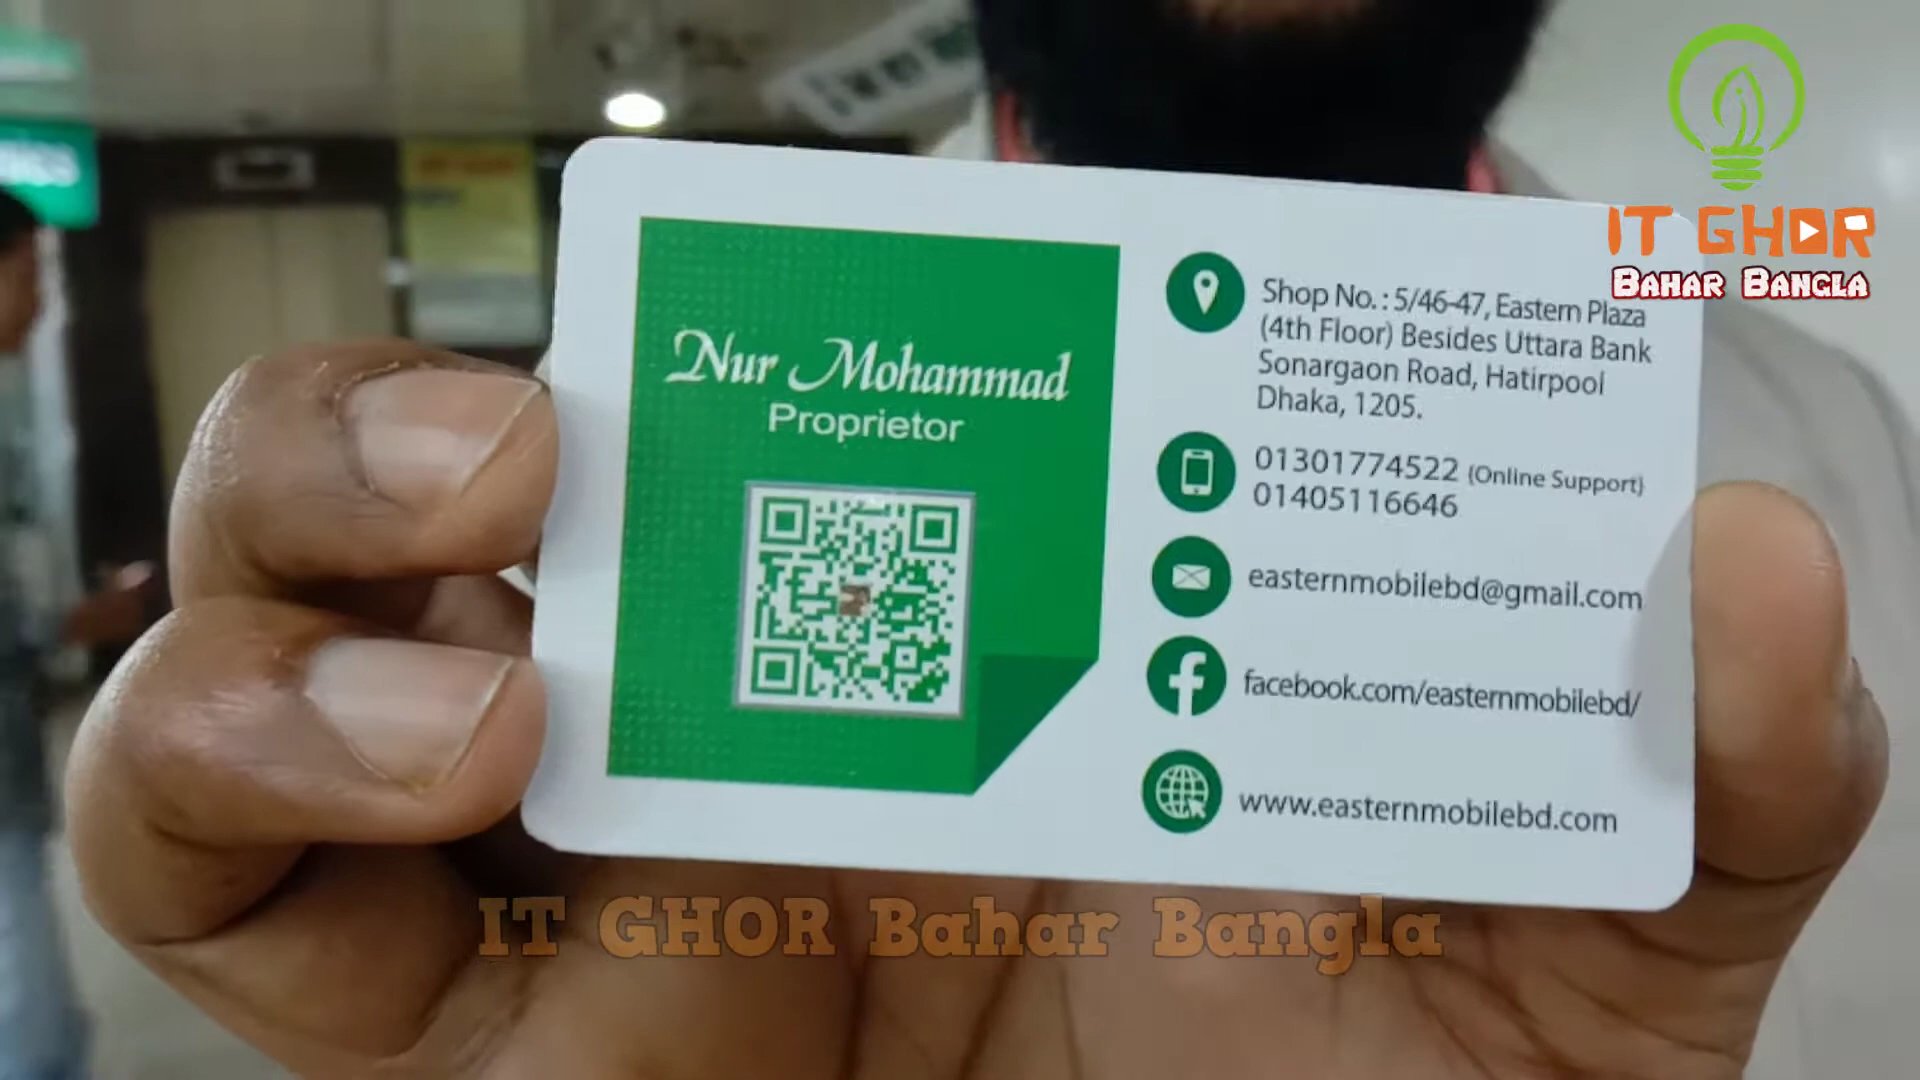 IT GHOR
Bahar Bangla
Nur Mohammad
Proprietor
Shop No. : 5/46-47, Eastern Plaza
(4th Floor) Besides Uttara Bank
Sonargaon Road, Hatirpool
Dhaka, 1205.
01301774522 (Online Support)
01405116646
easternmobilebd@gmail.com
facebook.com/easternmobilebd/
www.easternmobilebd.com
IT GHOR Bahar Bangla